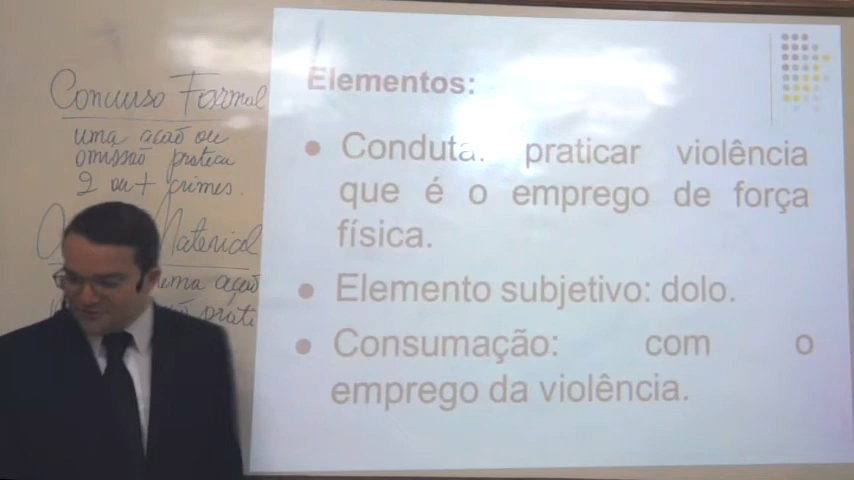 Concurso Formal
uma ação ou
omissão pratica
2 ou + crimes.
Material
uma ação
Elementos:
Conduta: praticar violência
que é o emprego de força
física.
Elemento subjetivo: dolo.
Consumação: com o
emprego da violência.